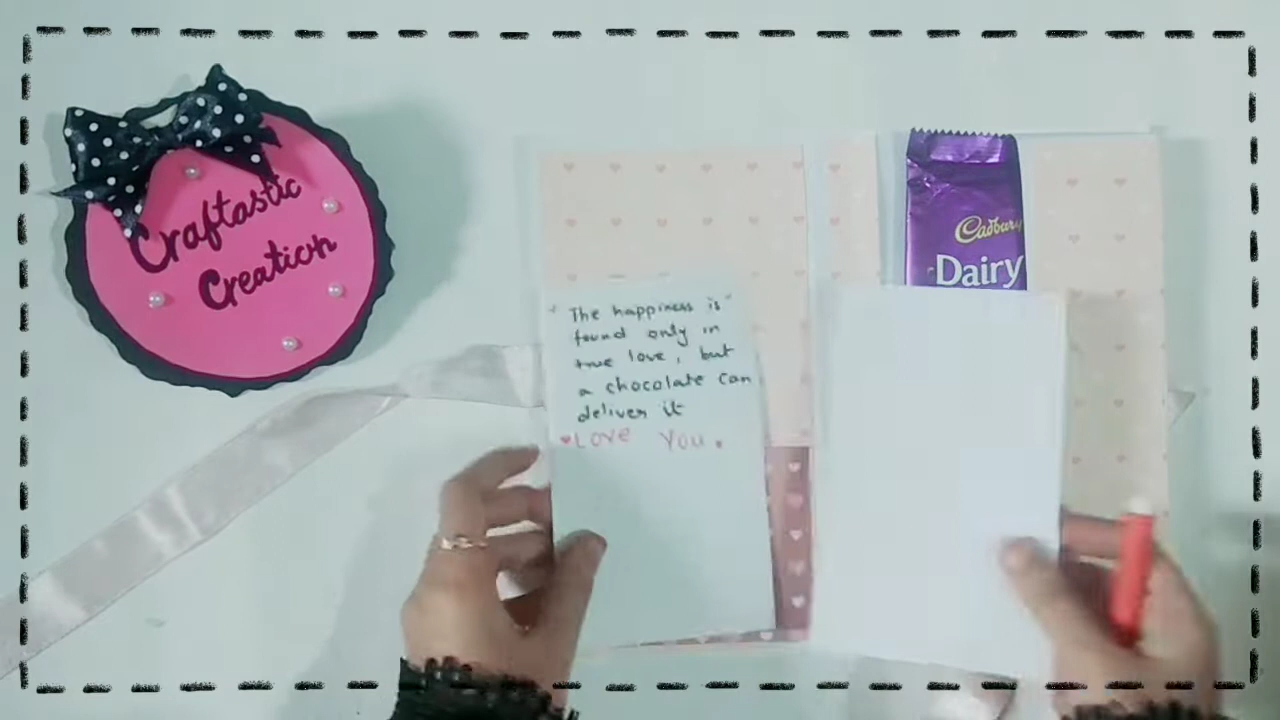 Craftastic
Creation
Cadbury
Dairy
"The happiness is"
found only in
true love, but
a chocolate can
deliver it
♥Love You.